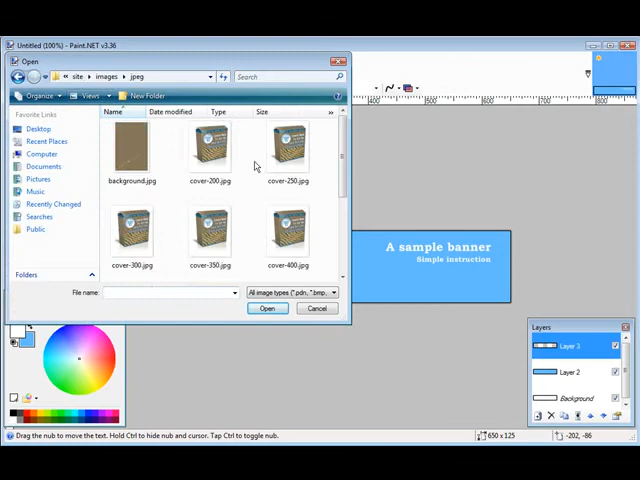 Untitled (100%) - Paint.NET v3.36
Open
« site ▸ images ▸ jpeg
Search
Organize
Views
New Folder
Favorite Links
Desktop
Recent Places
Computer
Documents
Pictures
Music
Recently Changed
Searches
Public
Folders
Name
Date modified
Type
Size
»
background.jpg
cover-200.jpg
cover-250.jpg
cover-300.jpg
cover-350.jpg
cover-400.jpg
File name:
All image types (*.pdn, *.bmp,
Open
Cancel
400
500
600
700
800
A sample banner
Simple instruction
Layers
Layer 3
Layer 2
Background
Drag the nub to move the text. Hold Ctrl to hide nub and cursor. Tap Ctrl to toggle nub.
650 x 125
-202, -86